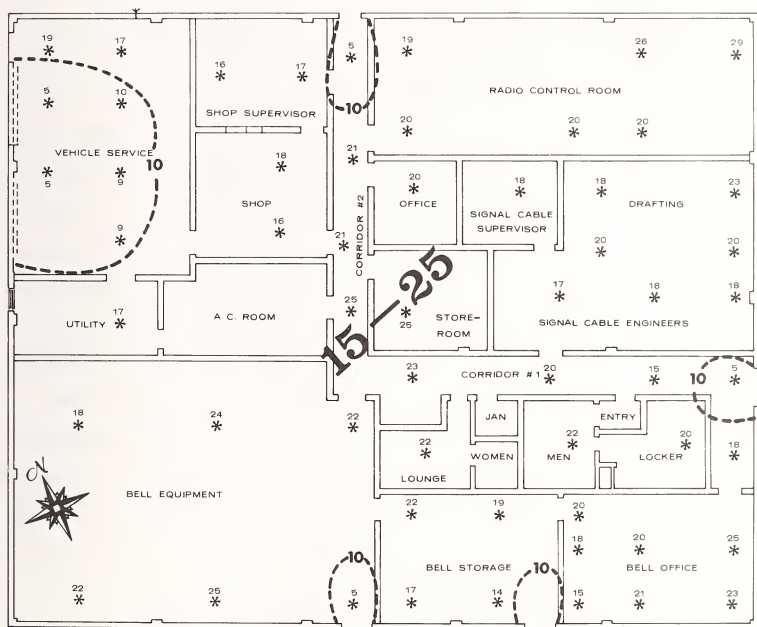 19 17 5 19 26 29
16 17
5 10 10 RADIO CONTROL ROOM
SHOP SUPERVISOR
20 20 20
VEHICLE SERVICE 10 18 21
5 9 20 18 18 23
OFFICE SIGNAL CABLE SUPERVISOR DRAFTING
SHOP CORRIDOR #2
9 16 21 20 20
15—25
17 18 18
UTILITY 17 A.C. ROOM 25 25 STORE-ROOM SIGNAL CABLE ENGINEERS
CORRIDOR #1
23 20 15 10 5
18 24 22 JAN ENTRY
22 22 20 18
LOUNGE WOMEN MEN LOCKER
N
BELL EQUIPMENT
22 19 20
18 20 25
10 10
BELL STORAGE BELL OFFICE
22 25 5 17 14 15 21 23